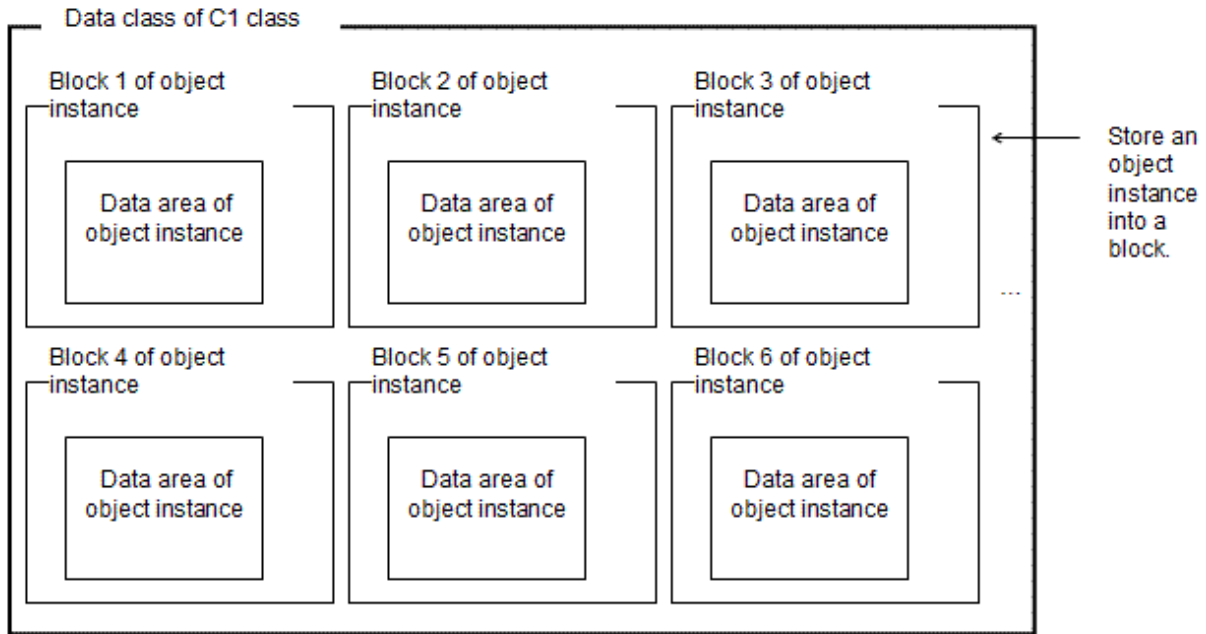 Data class of C1 class
Block 1 of object
instance
Block 2 of object
instance
Block 3 of object
instance
Data area of
object instance
Data area of
object instance
Data area of
object instance
Store an
object
instance
into a
block.
...
Block 4 of object
instance
Block 5 of object
instance
Block 6 of object
instance
Data area of
object instance
Data area of
object instance
Data area of
object instance